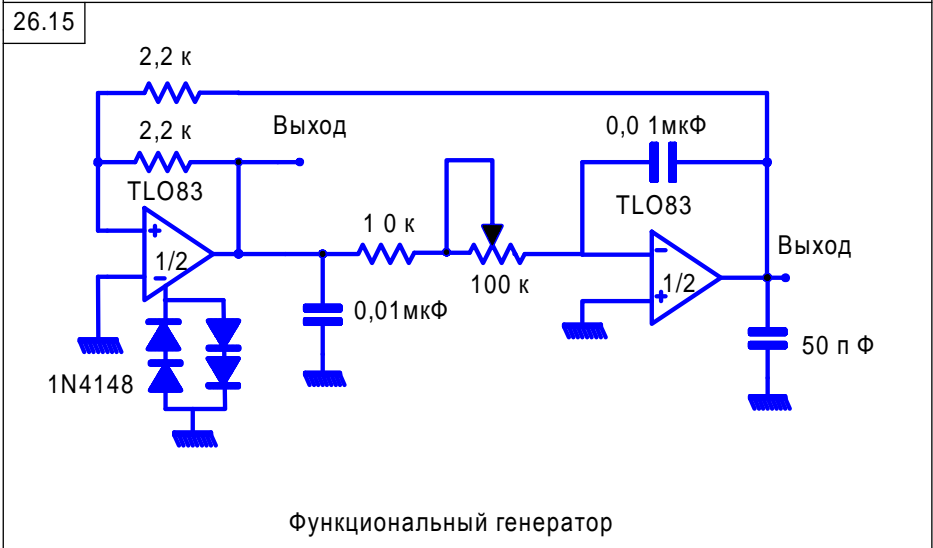 26.15
2,2 к
2,2 к
Выход
0,0 1мкФ
TLO83
TLO83
+
1/2
-
1 0 к
100 к
-
1/2
+
Выход
0,01мкФ
50 п Ф
1N4148
Функциональный генератор